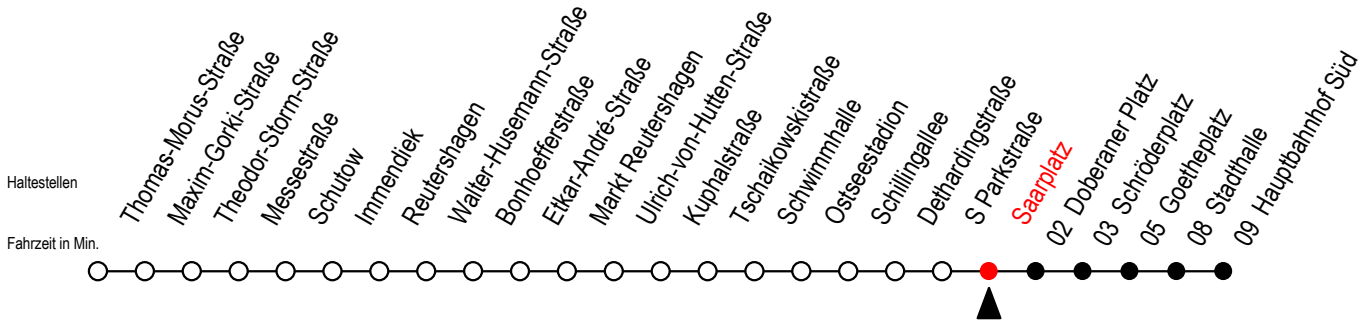 Haltestellen
Fahrzeit in Min.
Thomas-Morus-Straße
Maxim-Gorki-Straße
Theodor-Storm-Straße
Messestraße
Schutow
Immendiek
Reutershagen
Walter-Husemann-Straße
Bonhoefferstraße
Etkar-André-Straße
Markt Reutershagen
Ulrich-von-Hutten-Straße
Kuphalstraße
Tschaikowskistraße
Schwimmhalle
Ostseestadion
Schillingallee
Dethardingstraße
S Parkstraße
Saarplatz
02 Doberaner Platz
03 Schröderplatz
05 Goetheplatz
08 Stadthalle
09 Hauptbahnhof Süd